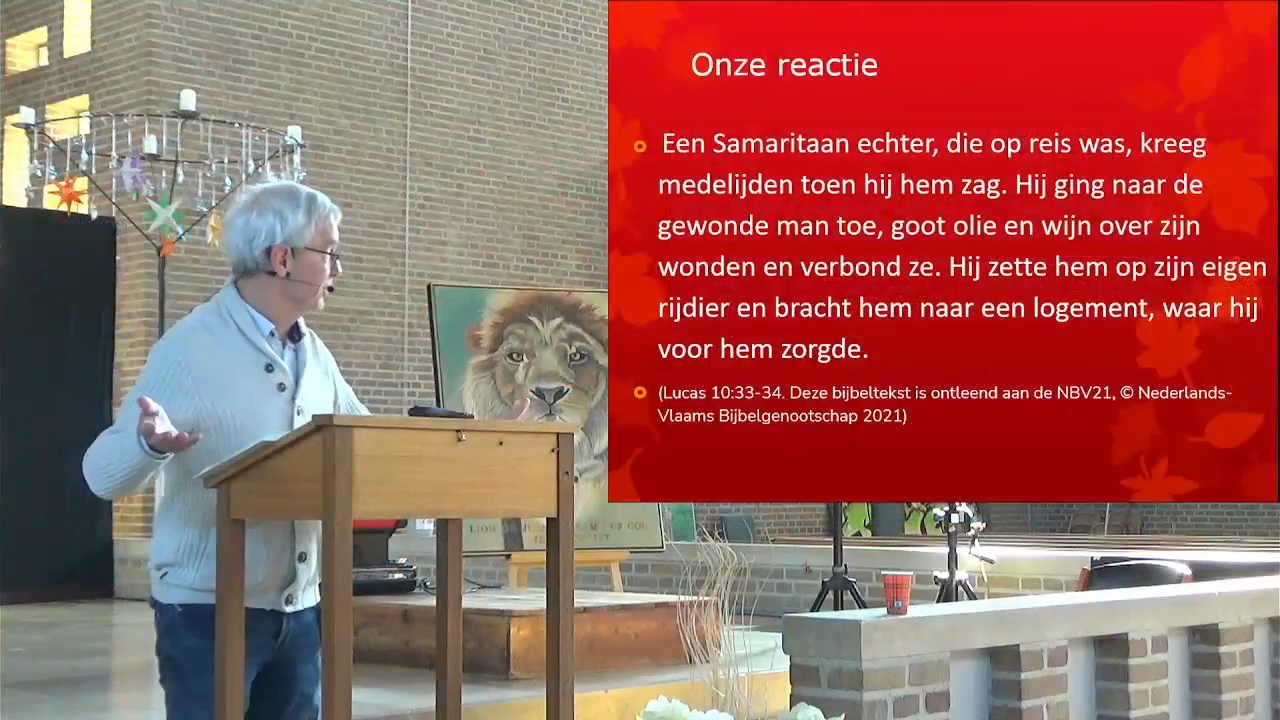 Onze reactie
Een Samaritaan echter, die op reis was, kreeg
medelijden toen hij hem zag. Hij ging naar de
gewonde man toe, goot olie en wijn over zijn
wonden en verbond ze. Hij zette hem op zijn eigen
rijdier en bracht hem naar een logement, waar hij
voor hem zorgde.
(Lucas 10:33-34. Deze bijbeltekst is ontleend aan de NBV21, © Nederlands-
Vlaams Bijbelgenootschap 2021)
LION